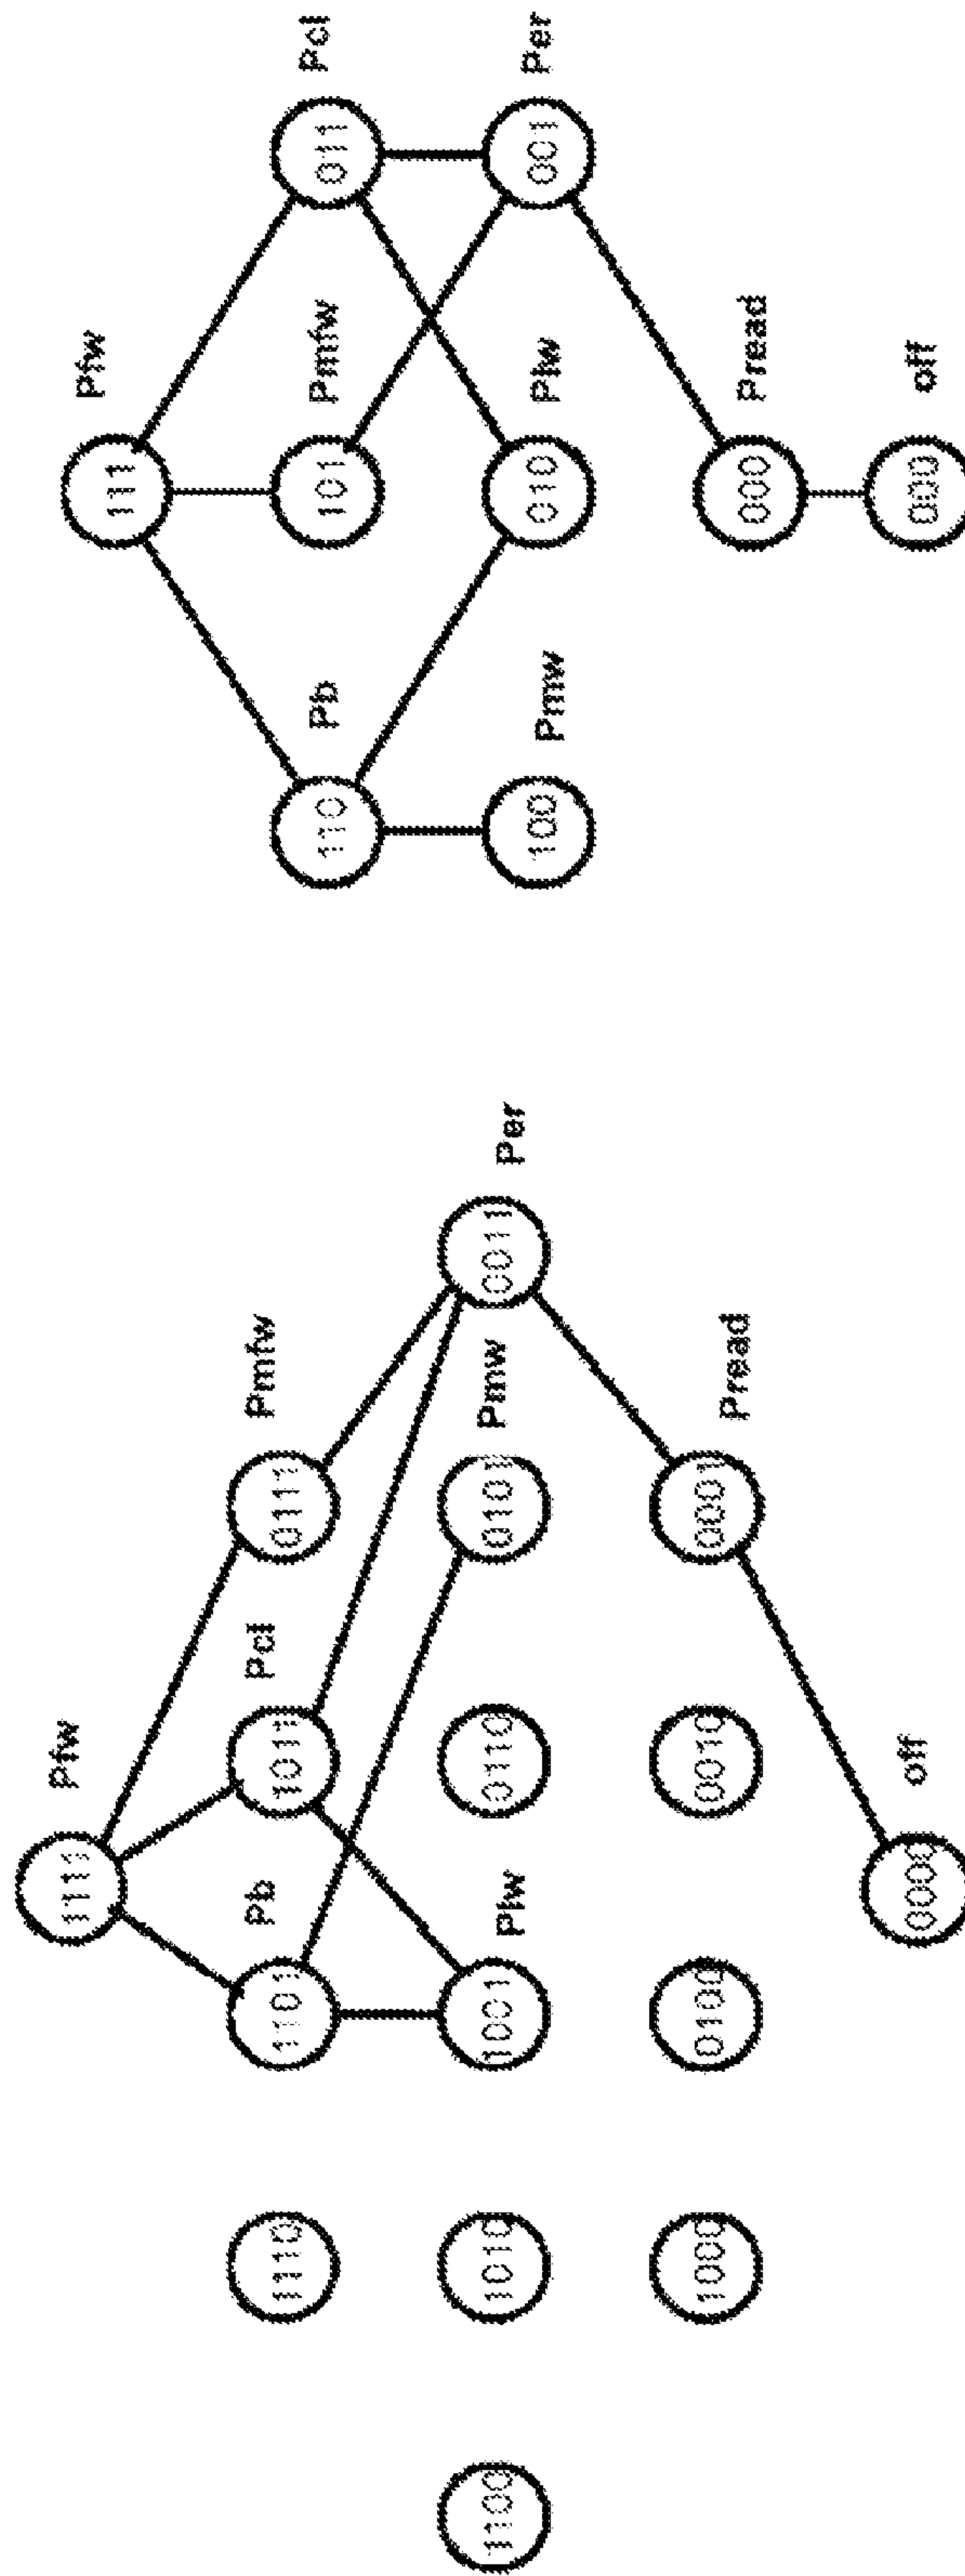 Pfw
1111
Pb Pcl Pmfw
1110 1101 1011 0111
Plw Pmw Per
1100 1010 1001 0110 0101 0011
Pread
1000 0100 0010 0001
off
0000
Pfw
111
Pb Pmfw Pcl
110 101 011
Pmw Plw Per
100 010 001
Pread
000
off
000